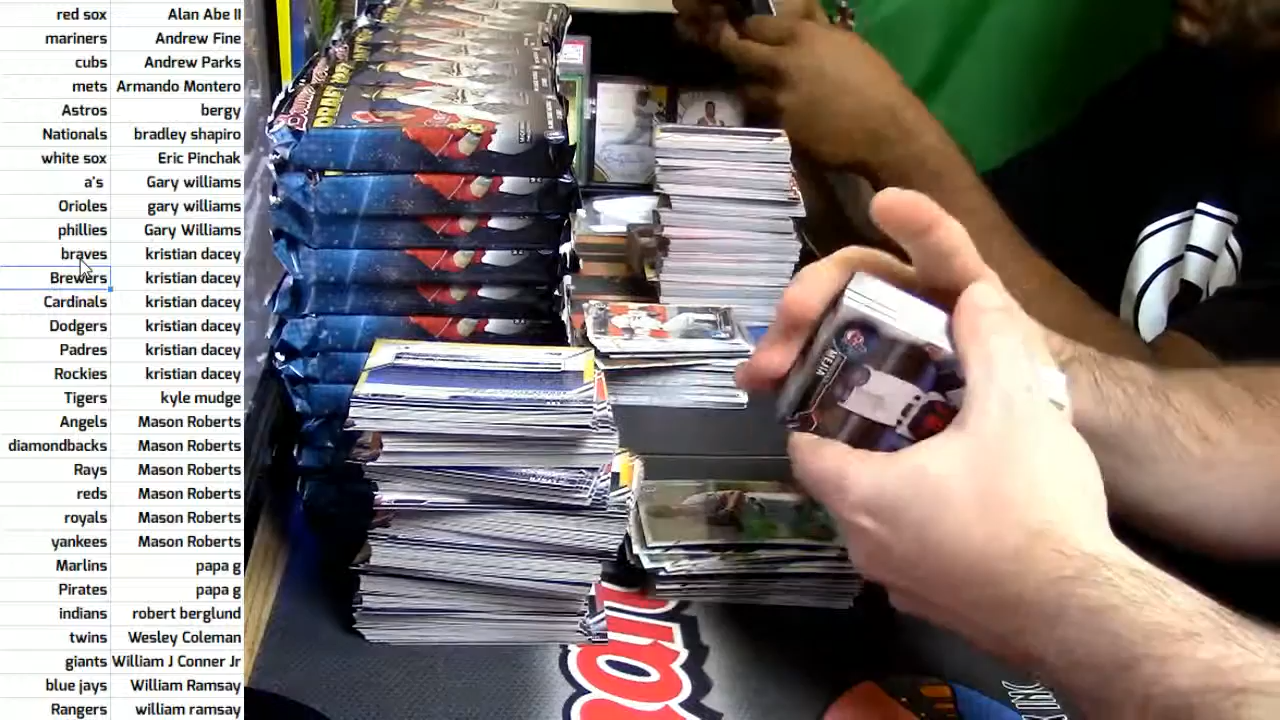 red sox Alan Abe II
mariners Andrew Fine
cubs Andrew Parks
mets Armando Montero
Astros bergy
Nationals bradley shapiro
white sox Eric Pinchak
a's Gary williams
Orioles gary williams
phillies Gary Williams
braves kristian dacey
Brewers kristian dacey
Cardinals kristian dacey
Dodgers kristian dacey
Padres kristian dacey
Rockies kristian dacey
Tigers kyle mudge
Angels Mason Roberts
diamondbacks Mason Roberts
Rays Mason Roberts
reds Mason Roberts
royals Mason Roberts
yankees Mason Roberts
Marlins papa g
Pirates papa g
indians robert berglund
twins Wesley Coleman
giants William J Conner Jr
blue jays William Ramsay
Rangers william ramsay
MEJIA